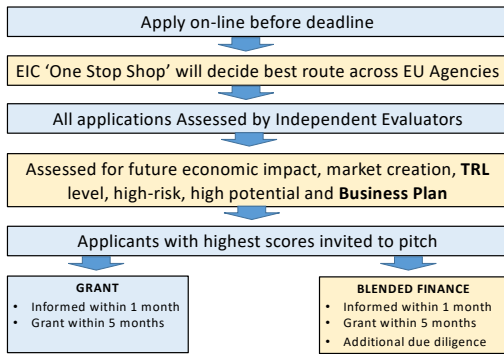 Apply on-line before deadline
EIC ‘One Stop Shop’ will decide best route across EU Agencies
All applications Assessed by Independent Evaluators
Assessed for future economic impact, market creation, TRL
level, high-risk, high potential and Business Plan
Applicants with highest scores invited to pitch
GRANT
• Informed within 1 month
• Grant within 5 months
BLENDED FINANCE
• Informed within 1 month
• Grant within 5 months
• Additional due diligence